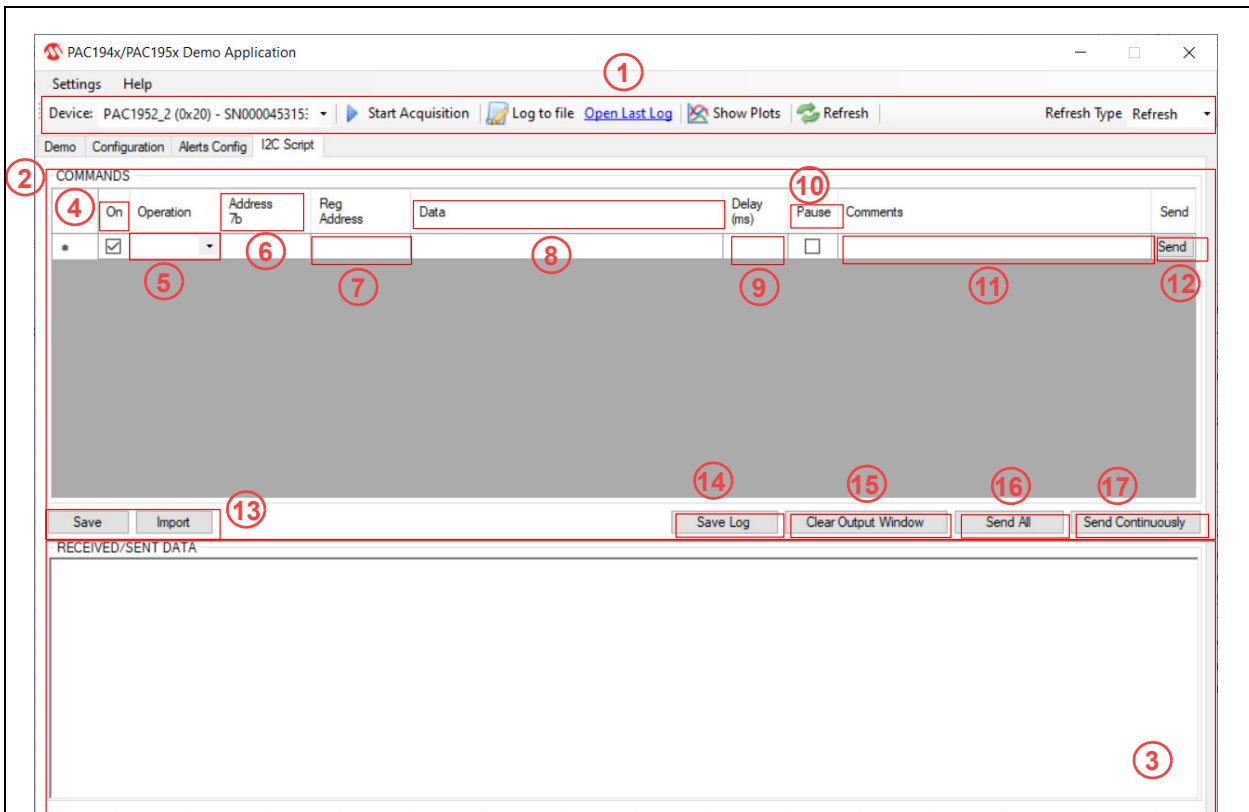 PAC194x/PAC195x Demo Application
1
Settings Help
Device: PAC1952_2 (0x20) - SN000045315 Start Acquisition Log to file Open Last Log Show Plots Refresh Refresh Type Refresh
Demo Configuration Alerts Config I2C Script
2
COMMANDS
10
4 On Operation Address 7b Reg Address Data Delay (ms) Pause Comments Send
Send
5 6 7 8 9 11 12
14 15 16 17
Save Import 13 Save Log Clear Output Window Send All Send Continuously
RECEIVED/SENT DATA
3